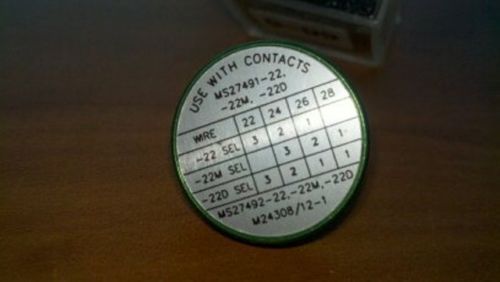 USE WITH CONTACTS
MS27491-22,
-22M, -22D
WIRE 22 24 26 28
-22 SEL 3 2 1
-22M SEL 3 2 1
-22D SEL 3 2 1 1
MS27492-22,-22M,-22D
M24308/12-1